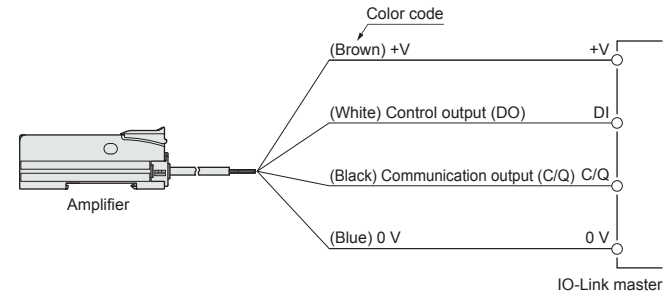 Color code
(Brown) +V +V
(White) Control output (DO) DI
(Black) Communication output (C/Q) C/Q
(Blue) 0 V 0 V
Amplifier
IO-Link master